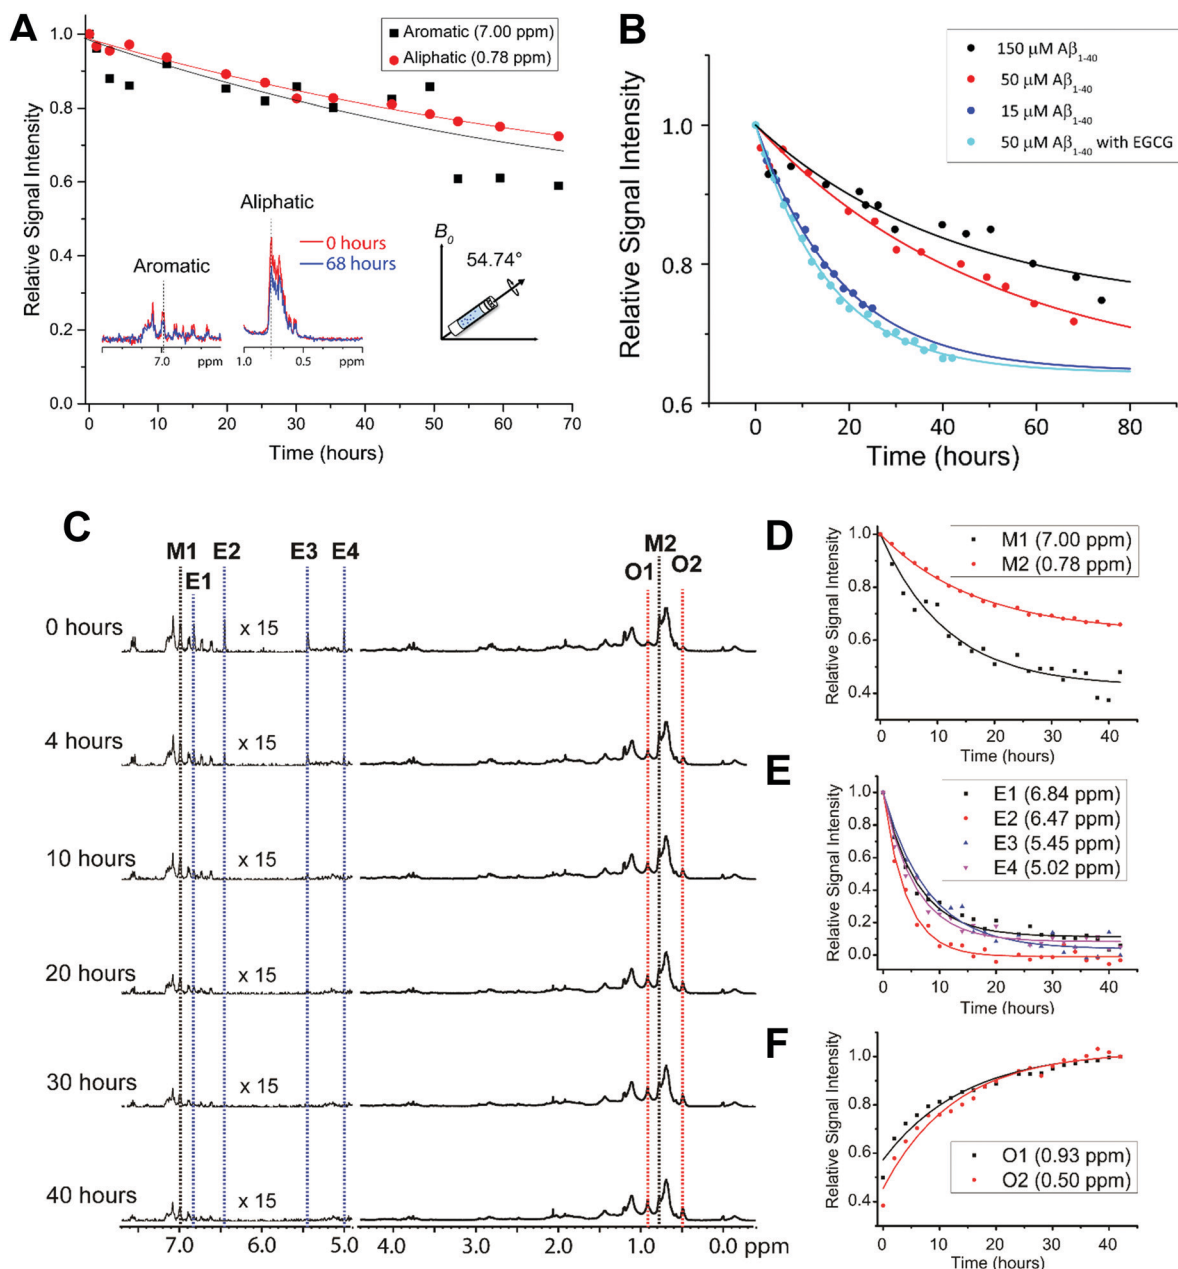 A
Aromatic (7.00 ppm)
Aliphatic (0.78 ppm)
Relative Signal Intensity
1.0
0.8
0.6
0.4
0.2
0.0
Aliphatic
Aromatic
0 hours
68 hours
7.0 ppm
1.0 0.5 ppm
B₀
54.74°
0 10 20 30 40 50 60 70
Time (hours)
B
150 μM Aβ₁₋₄₀
50 μM Aβ₁₋₄₀
15 μM Aβ₁₋₄₀
50 μM Aβ₁₋₄₀ with EGCG
Relative Signal Intensity
1.0
0.8
0.6
0 20 40 60 80
Time (hours)
C
M1 E2 E3 E4 M2
E1 O1 O2
0 hours x 15
4 hours x 15
10 hours x 15
20 hours x 15
30 hours x 15
40 hours x 15
7.0 6.0 5.0 4.0 3.0 2.0 1.0 0.0 ppm
D
M1 (7.00 ppm)
M2 (0.78 ppm)
Relative Signal Intensity
1.0
0.8
0.6
0.4
0 10 20 30 40
Time (hours)
E
E1 (6.84 ppm)
E2 (6.47 ppm)
E3 (5.45 ppm)
E4 (5.02 ppm)
Relative Signal Intensity
1.0
0.8
0.6
0.4
0.2
0.0
0 10 20 30 40
Time (hours)
F
O1 (0.93 ppm)
O2 (0.50 ppm)
Relative Signal Intensity
1.0
0.8
0.6
0.4
0 10 20 30 40
Time (hours)